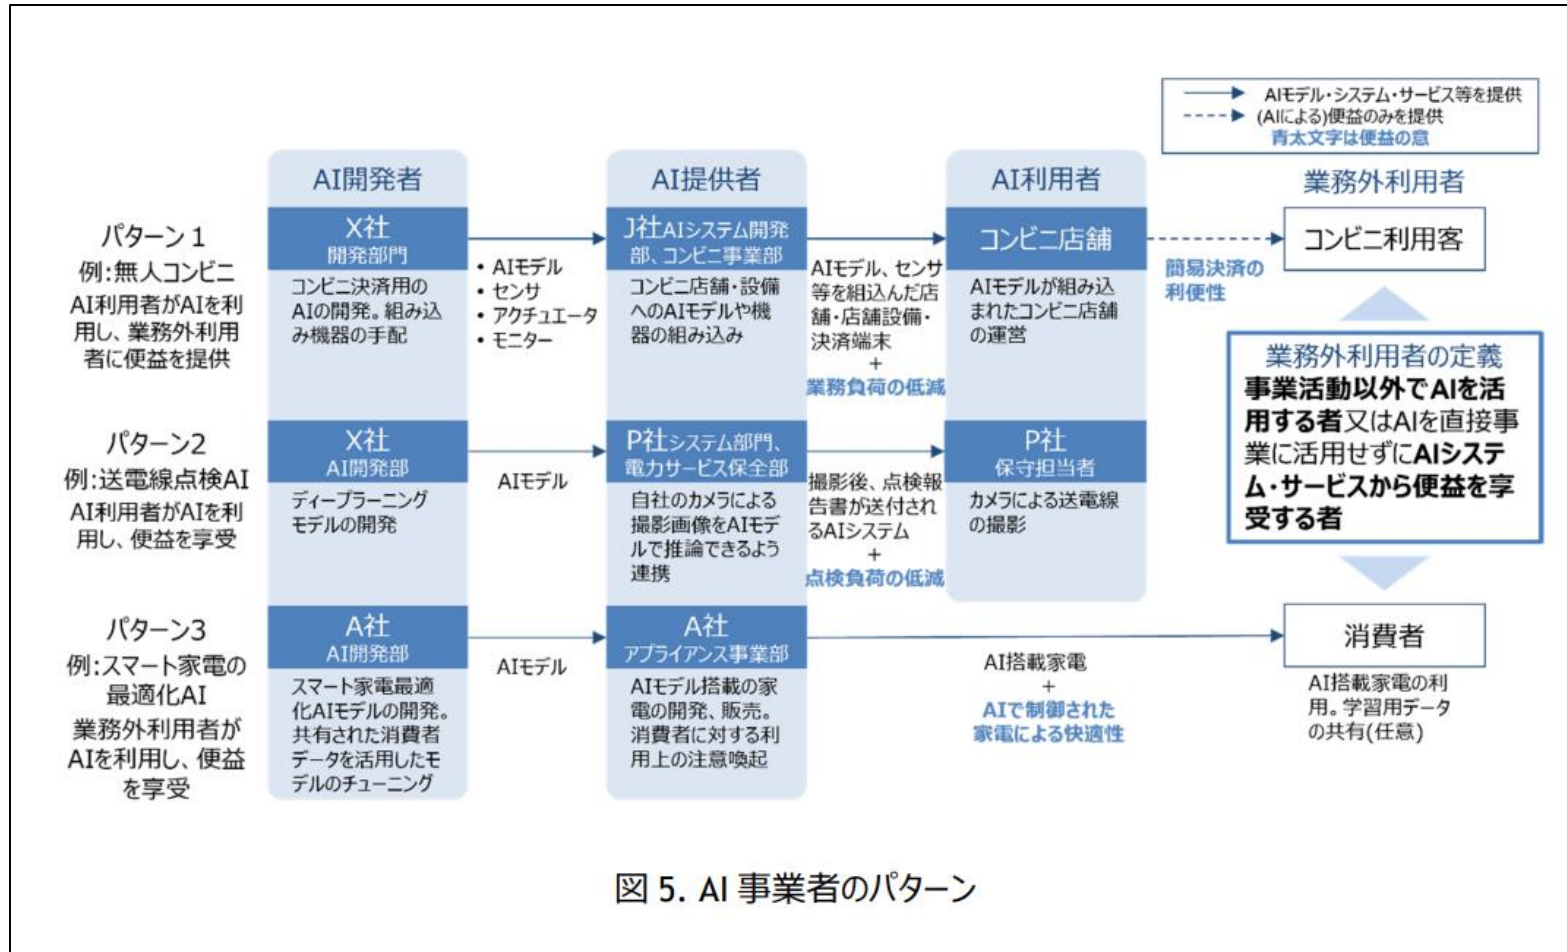 AIモデル・システム・サービス等を提供
(AIによる)便益のみを提供
青太文字は便益の意
AI開発者
AI提供者
AI利用者
業務外利用者
パターン1
例:無人コンビニ
AI利用者がAIを利
用し、業務外利用
者に便益を提供
X社
開発部門
コンビニ決済用の
AIの開発。組み込
み機器の手配
• AIモデル
• センサ
• アクチュエータ
• モニター
J社AIシステム開発
部、コンビニ事業部
コンビニ店舗・設備
へのAIモデルや機
器の組み込み
AIモデル、センサ
等を組込んだ店
舗・店舗設備・
決済端末
+
業務負荷の低減
コンビニ店舗
AIモデルが組み込
まれたコンビニ店舗
の運営
簡易決済の
利便性
コンビニ利用客
業務外利用者の定義
事業活動以外でAIを活
用する者又はAIを直接事
業に活用せずにAIシステ
ム・サービスから便益を享
受する者
パターン2
例:送電線点検AI
AI利用者がAIを利
用し、便益を享受
X社
AI開発部
ディープラーニング
モデルの開発
AIモデル
P社システム部門、
電力サービス保全部
自社のカメラによる
撮影画像をAIモデ
ルで推論できるよう
連携
撮影後、点検報
告書が送付され
るAIシステム
+
点検負荷の低減
P社
保守担当者
カメラによる送電線
の撮影
パターン3
例:スマート家電の
最適化AI
業務外利用者が
AIを利用し、便益
を享受
A社
AI開発部
スマート家電最適
化AIモデルの開発。
共有された消費者
データを活用したモ
デルのチューニング
AIモデル
A社
アプライアンス事業部
AIモデル搭載の家
電の開発、販売。
消費者に対する利
用上の注意喚起
AI搭載家電
+
AIで制御された
家電による快適性
消費者
AI搭載家電の利
用。学習用データ
の共有(任意)
図 5. AI 事業者のパターン